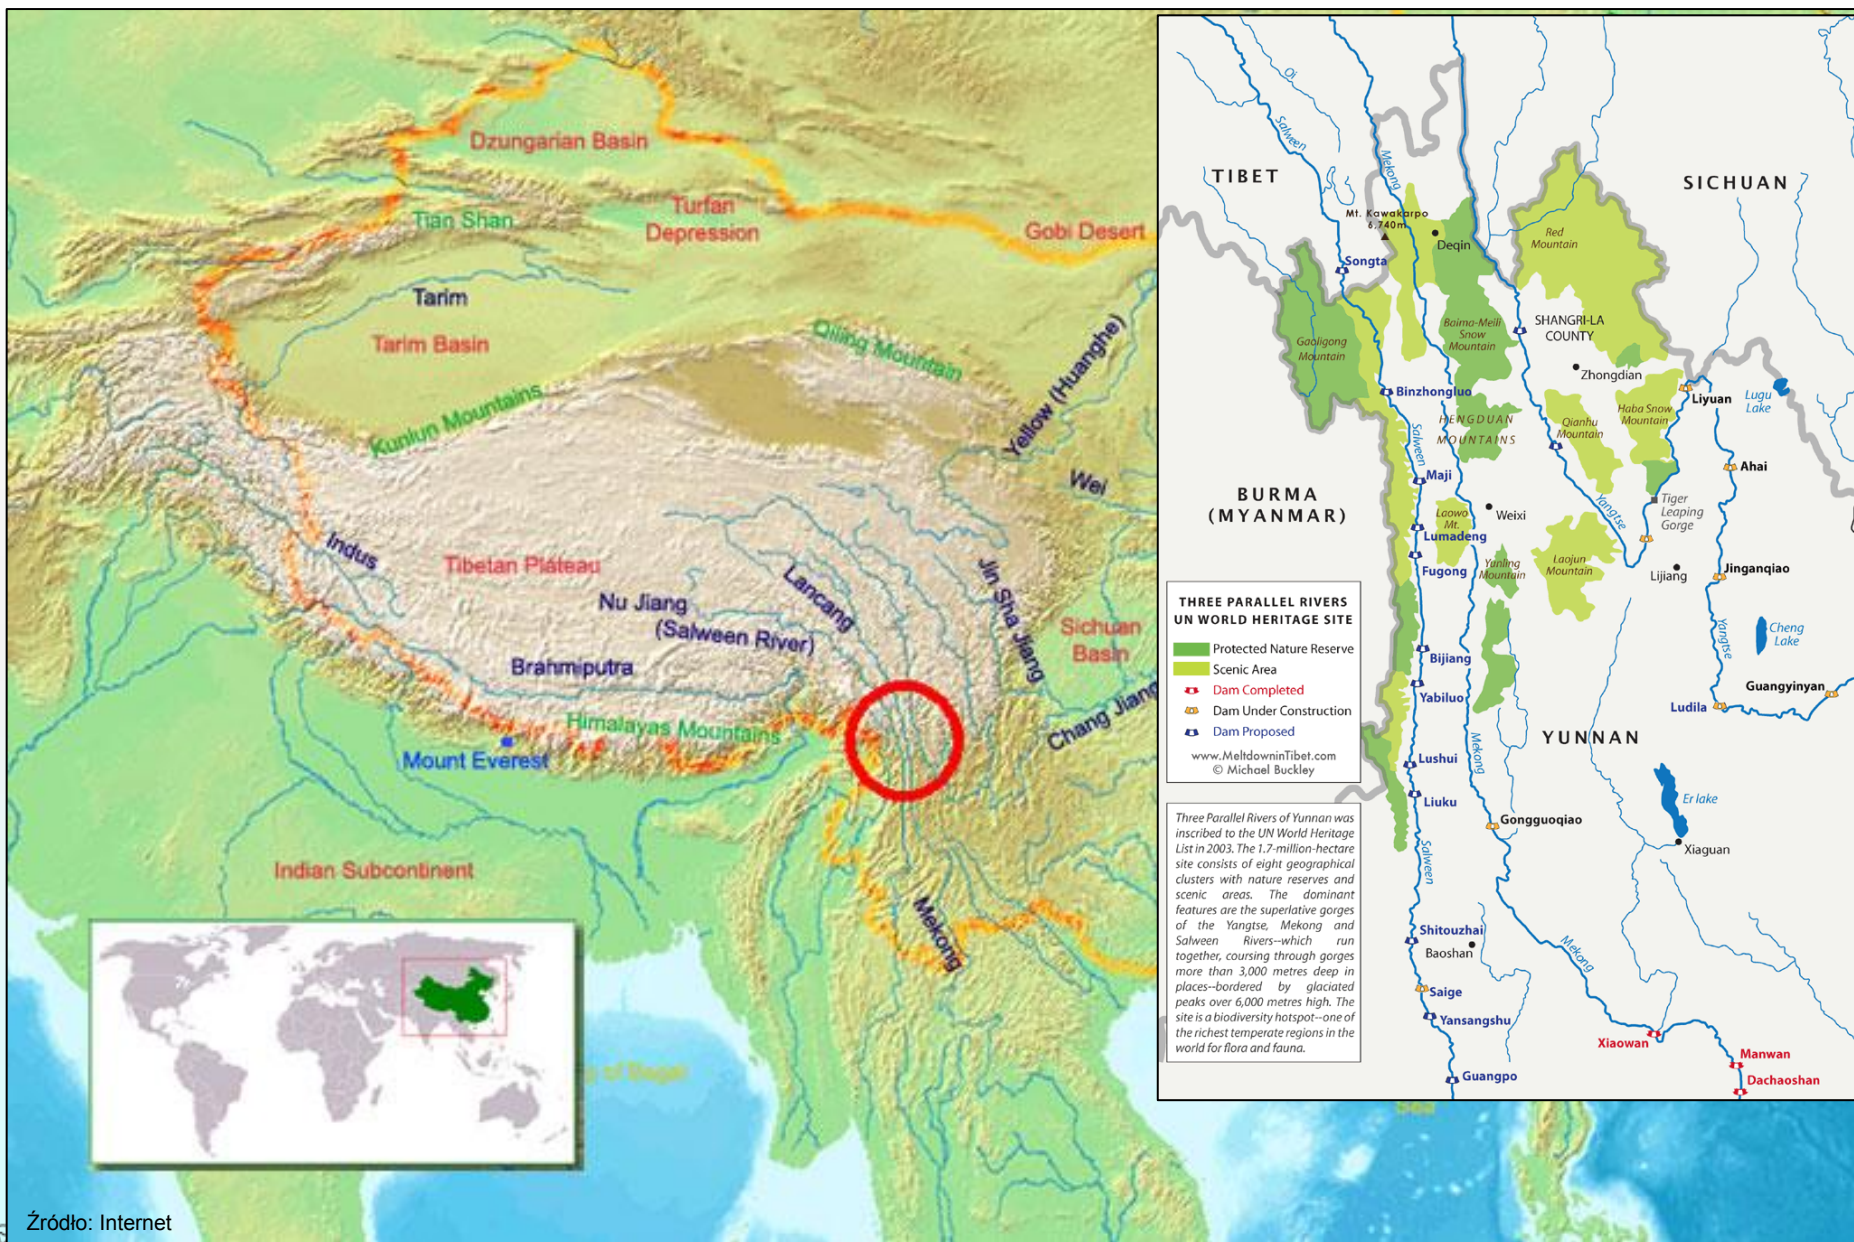 Dzungarian Basin
Tian Shan
Turfan
Depression
Gobi Desert
Tarim
Tarim Basin
Qiling Mountain
Kunlun Mountains
Yellow (Huanghe)
Wei
Indus
Tibetan Plateau
Lancang
Jin Sha Jiang
Nu Jiang
(Salween River)
Sichuan
Basin
Brahmiputra
Himalayas Mountains
Chang Jiang
Mount Everest
Indian Subcontinent
Mekong
of Bagal
Sea
Źródło: Internet
Qi
Salween
Mekong
TIBET
SICHUAN
Mt. Kawakarpo
6,740m
Deqin
Red
Mountain
Songta
Gaoligong
Mountain
Baima-Meili
Snow
Mountain
SHANGRI-LA
COUNTY
Zhongdian
Binzhongluo
Liyuan
Lugu
Lake
HENGDUAN
MOUNTAINS
Qianhu
Mountain
Haba Snow
Mountain
Salween
Maji
Ahai
BURMA
(MYANMAR)
Laowo
Mt.
Weixi
Yangtse
Tiger
Leaping
Gorge
Lumadeng
Fugong
Yunling
Mountain
Laojun
Mountain
Lijiang
Jinganqiao
Yangtse
Cheng
Lake
Bijiang
Yabiluo
Guangyinyan
Ludila
YUNNAN
Mekong
Lushui
Liuku
Gongguoqiao
Er lake
Xiaguan
Salween
Shitouzhai
Baoshan
Mekong
Saige
Yansangshu
Xiaowan
Manwan
Dachaoshan
Guangpo
THREE PARALLEL RIVERS
UN WORLD HERITAGE SITE
Protected Nature Reserve
Scenic Area
Dam Completed
Dam Under Construction
Dam Proposed
www.MeltdowninTibet.com
© Michael Buckley
Three Parallel Rivers of Yunnan was
inscribed to the UN World Heritage
List in 2003. The 1.7-million-hectare
site consists of eight geographical
clusters with nature reserves and
scenic areas. The dominant
features are the superlative gorges
of the Yangtse, Mekong and
Salween Rivers--which run
together, coursing through gorges
more than 3,000 metres deep in
places--bordered by glaciated
peaks over 6,000 metres high. The
site is a biodiversity hotspot--one of
the richest temperate regions in the
world for flora and fauna.